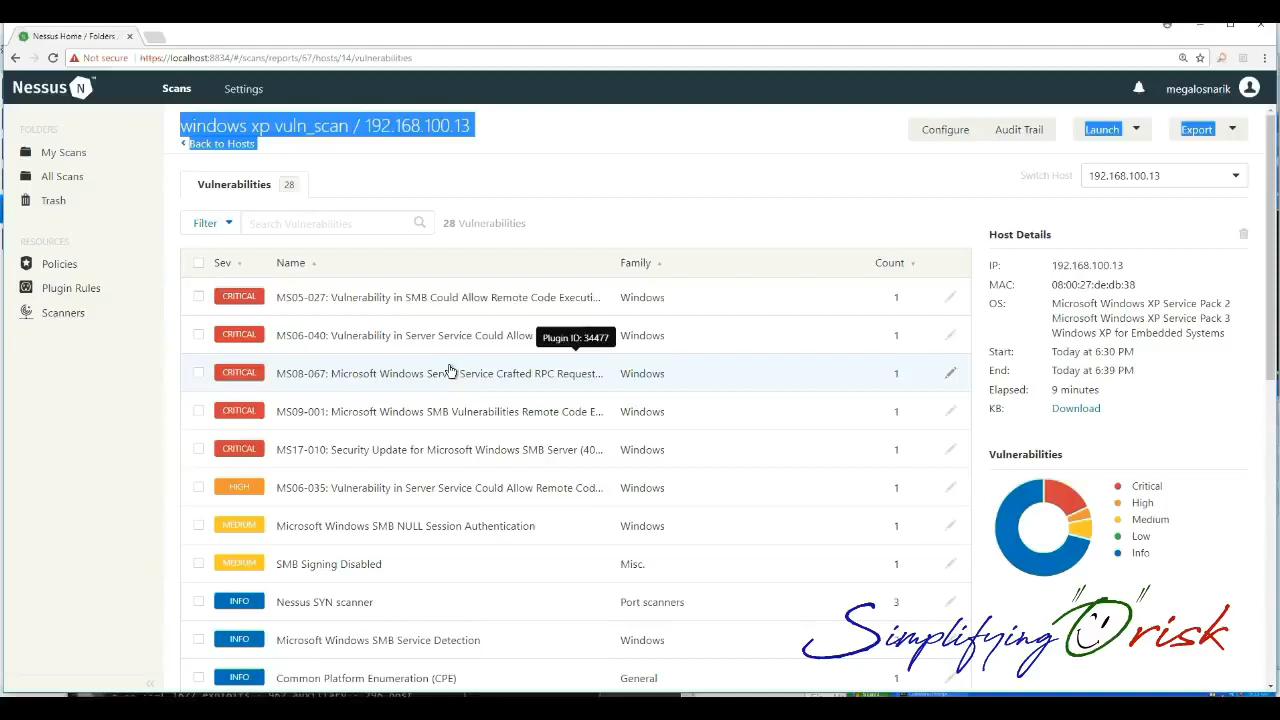 Nessus Home / Folders
Not secure
https://localhost:8834/#/scans/reports/67/hosts/14/vulnerabilities
Nessus N
Scans
Settings
megalosnarik
FOLDERS
My Scans
All Scans
Trash
RESOURCES
Policies
Plugin Rules
Scanners
windows xp vuln_scan / 192.168.100.13
Back to Hosts
Configure
Audit Trail
Launch
Export
Vulnerabilities 28
Switch Host
192.168.100.13
Filter
Search Vulnerabilities
28 Vulnerabilities
Sev Name Family Count
CRITICAL MS05-027: Vulnerability in SMB Could Allow Remote Code Executi... Windows 1
CRITICAL MS06-040: Vulnerability in Server Service Could Allow Windows 1
Plugin ID: 34477
CRITICAL MS08-067: Microsoft Windows Server Service Crafted RPC Request... Windows 1
CRITICAL MS09-001: Microsoft Windows SMB Vulnerabilities Remote Code E... Windows 1
CRITICAL MS17-010: Security Update for Microsoft Windows SMB Server (40... Windows 1
HIGH MS06-035: Vulnerability in Server Service Could Allow Remote Cod... Windows 1
MEDIUM Microsoft Windows SMB NULL Session Authentication Windows 1
MEDIUM SMB Signing Disabled Misc. 1
INFO Nessus SYN scanner Port scanners 3
INFO Microsoft Windows SMB Service Detection Windows
INFO Common Platform Enumeration (CPE) General
Host Details
IP: 192.168.100.13
MAC: 08:00:27:de:db:38
OS: Microsoft Windows XP Service Pack 2
Microsoft Windows XP Service Pack 3
Windows XP for Embedded Systems
Start: Today at 6:30 PM
End: Today at 6:39 PM
Elapsed: 9 minutes
KB: Download
Vulnerabilities
Critical
High
Medium
Low
Info
Simplifying Ö risk